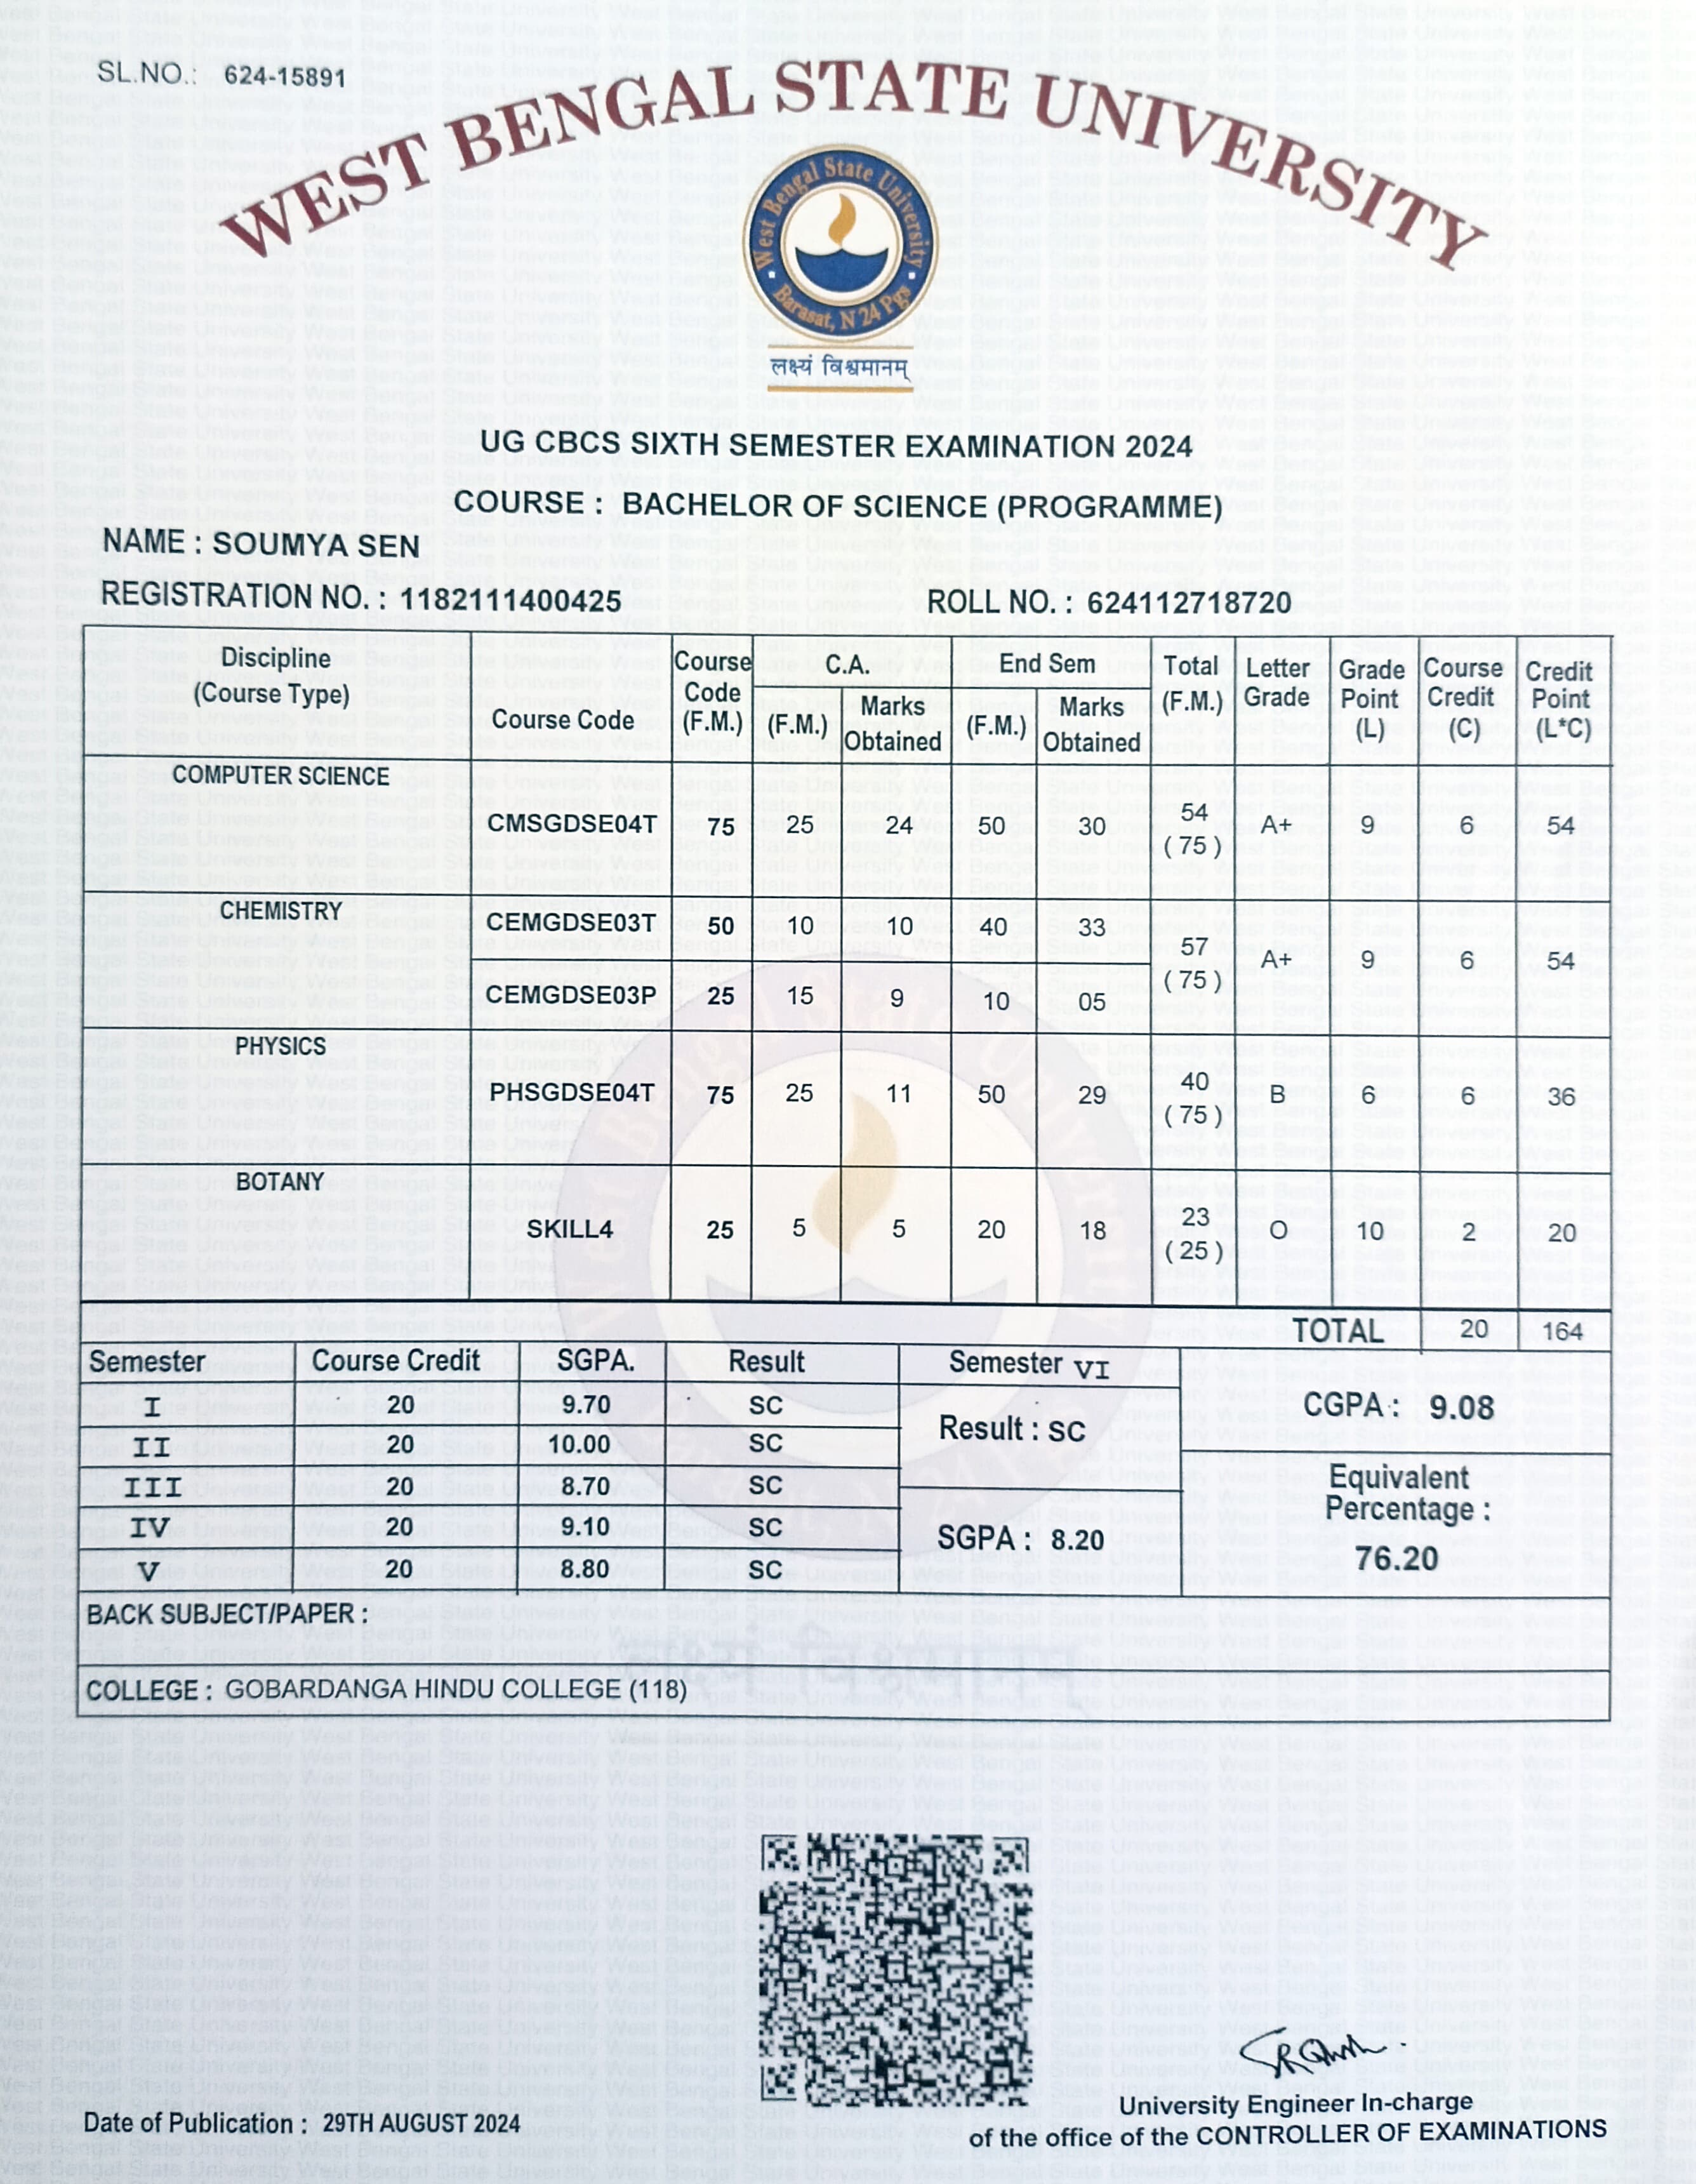 SL.NO.: 624-15891
WEST BENGAL STATE UNIVERSITY
West Bengal State University
Barasat, N 24 Pgs
लक्ष्यं विश्वमानम्
UG CBCS SIXTH SEMESTER EXAMINATION 2024
COURSE : BACHELOR OF SCIENCE (PROGRAMME)
NAME : SOUMYA SEN
REGISTRATION NO. : 1182111400425 ROLL NO. : 624112718720
Discipline (Course Type) Course Code Course Code (F.M.) C.A. (F.M.) Marks Obtained End Sem (F.M.) Marks Obtained Total (F.M.) Letter Grade Grade Point (L) Course Credit (C) Credit Point (L*C)
COMPUTER SCIENCE
CMSGDSE04T 75 25 24 50 30 54 (75) A+ 9 6 54
CHEMISTRY
CEMGDSE03T 50 10 10 40 33 57 (75) A+ 9 6 54
CEMGDSE03P 25 15 9 10 05
PHYSICS
PHSGDSE04T 75 25 11 50 29 40 (75) B 6 6 36
BOTANY
SKILL4 25 5 5 20 18 23 (25) O 10 2 20
TOTAL 20 164
Semester Course Credit SGPA. Result
I 20 9.70 SC
II 20 10.00 SC
III 20 8.70 SC
IV 20 9.10 SC
V 20 8.80 SC
Semester VI
Result : SC
SGPA : 8.20
CGPA : 9.08
Equivalent
Percentage :
76.20
BACK SUBJECT/PAPER :
COLLEGE : GOBARDANGA HINDU COLLEGE (118)
Date of Publication : 29TH AUGUST 2024
University Engineer In-charge
of the office of the CONTROLLER OF EXAMINATIONS